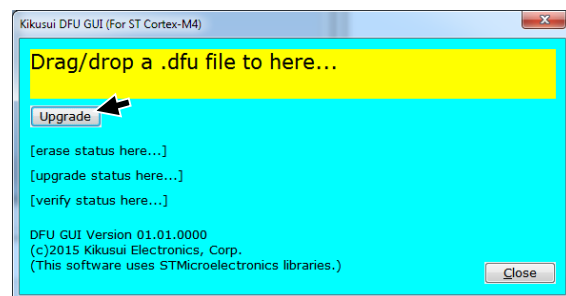 Kikusui DFU GUI (For ST Cortex-M4)
Drag/drop a .dfu file to here...
Upgrade
[erase status here...]
[upgrade status here...]
[verify status here...]
DFU GUI Version 01.01.0000
(c)2015 Kikusui Electronics, Corp.
(This software uses STMicroelectronics libraries.)
Close